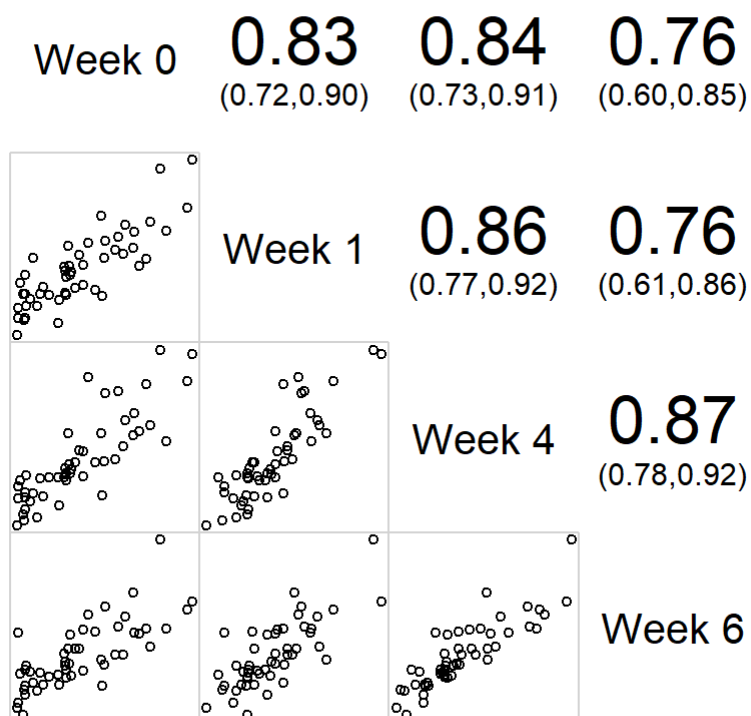 Week 0 0.83 0.84 0.76
(0.72,0.90) (0.73,0.91) (0.60,0.85)
Week 1 0.86 0.76
(0.77,0.92) (0.61,0.86)
Week 4 0.87
(0.78,0.92)
Week 6